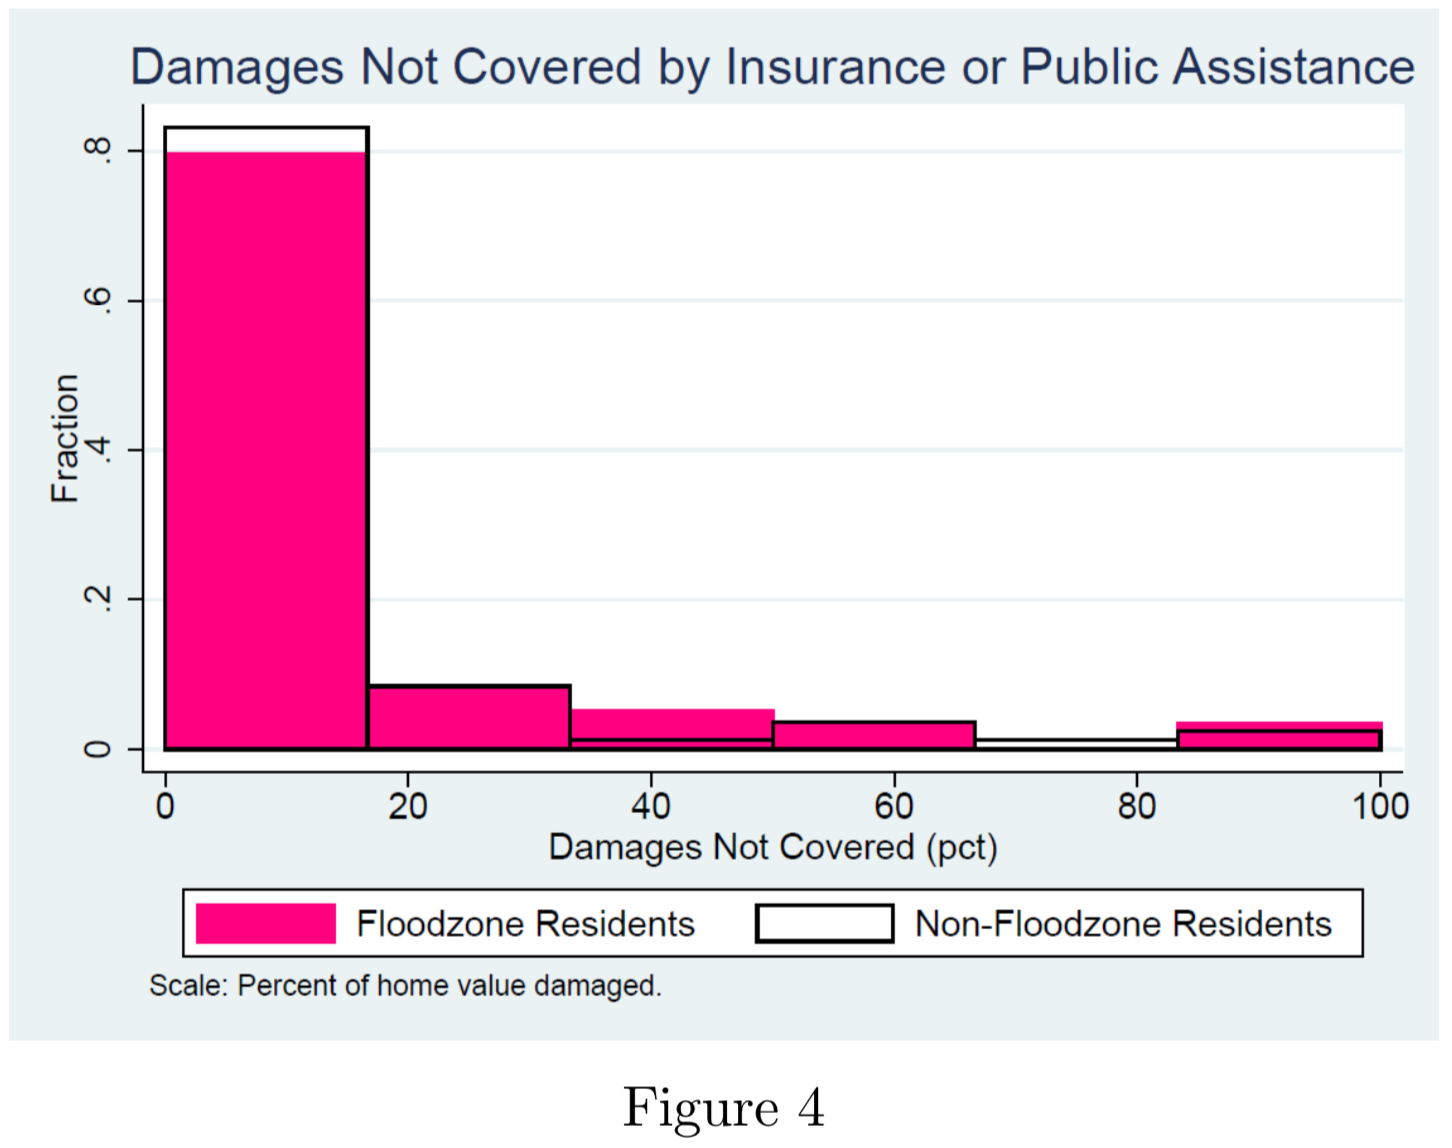 Damages Not Covered by Insurance or Public Assistance
.8
.6
.4
.2
0
Fraction
0 20 40 60 80 100
Damages Not Covered (pct)
Floodzone Residents Non-Floodzone Residents
Scale: Percent of home value damaged.
Figure 4